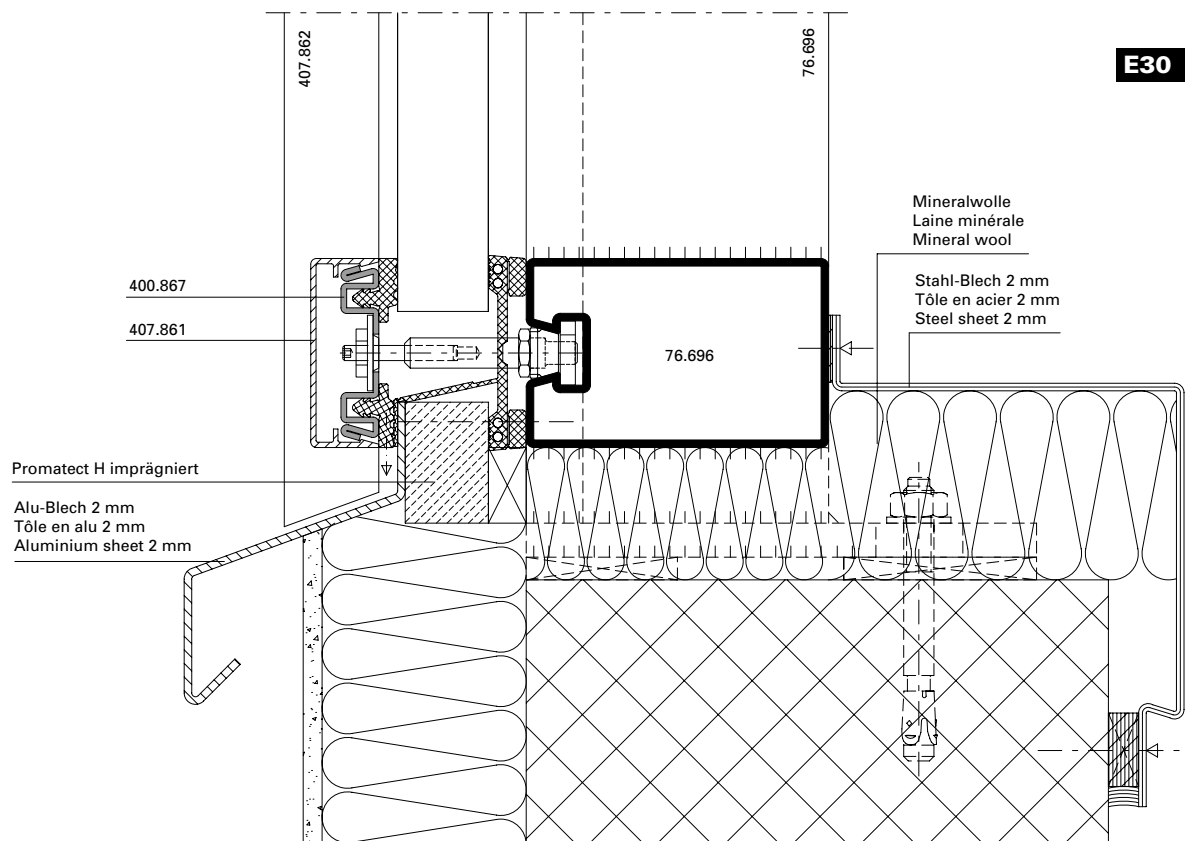 407.862
76.696
E30
Mineralwolle
Laine minérale
Mineral wool
400.867
Stahl-Blech 2 mm
Tôle en acier 2 mm
Steel sheet 2 mm
407.861
76.696
Promatect H imprägniert
Alu-Blech 2 mm
Tôle en alu 2 mm
Aluminium sheet 2 mm